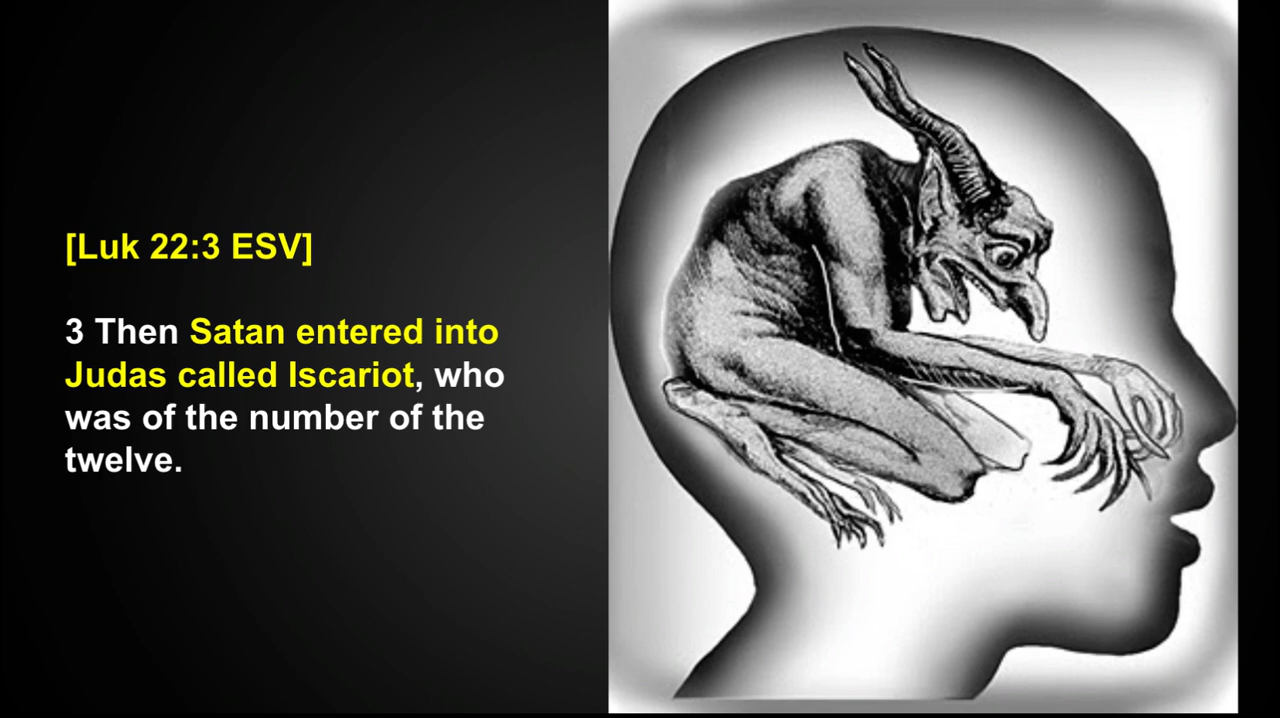 [Luk 22:3 ESV]
3 Then Satan entered into
Judas called Iscariot, who
was of the number of the
twelve.